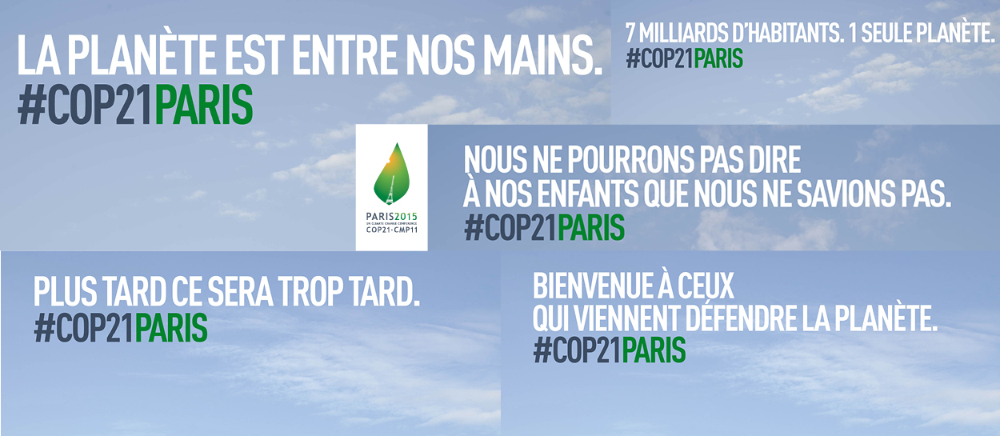 LA PLANÈTE EST ENTRE NOS MAINS.
#COP21PARIS
7 MILLIARDS D'HABITANTS. 1 SEULE PLANÈTE.
#COP21PARIS
PARIS2015
UN CLIMATE CHANGE CONFERENCE
COP21·CMP11
NOUS NE POURRONS PAS DIRE
À NOS ENFANTS QUE NOUS NE SAVIONS PAS.
#COP21PARIS
PLUS TARD CE SERA TROP TARD.
#COP21PARIS
BIENVENUE À CEUX
QUI VIENNENT DÉFENDRE LA PLANÈTE.
#COP21PARIS